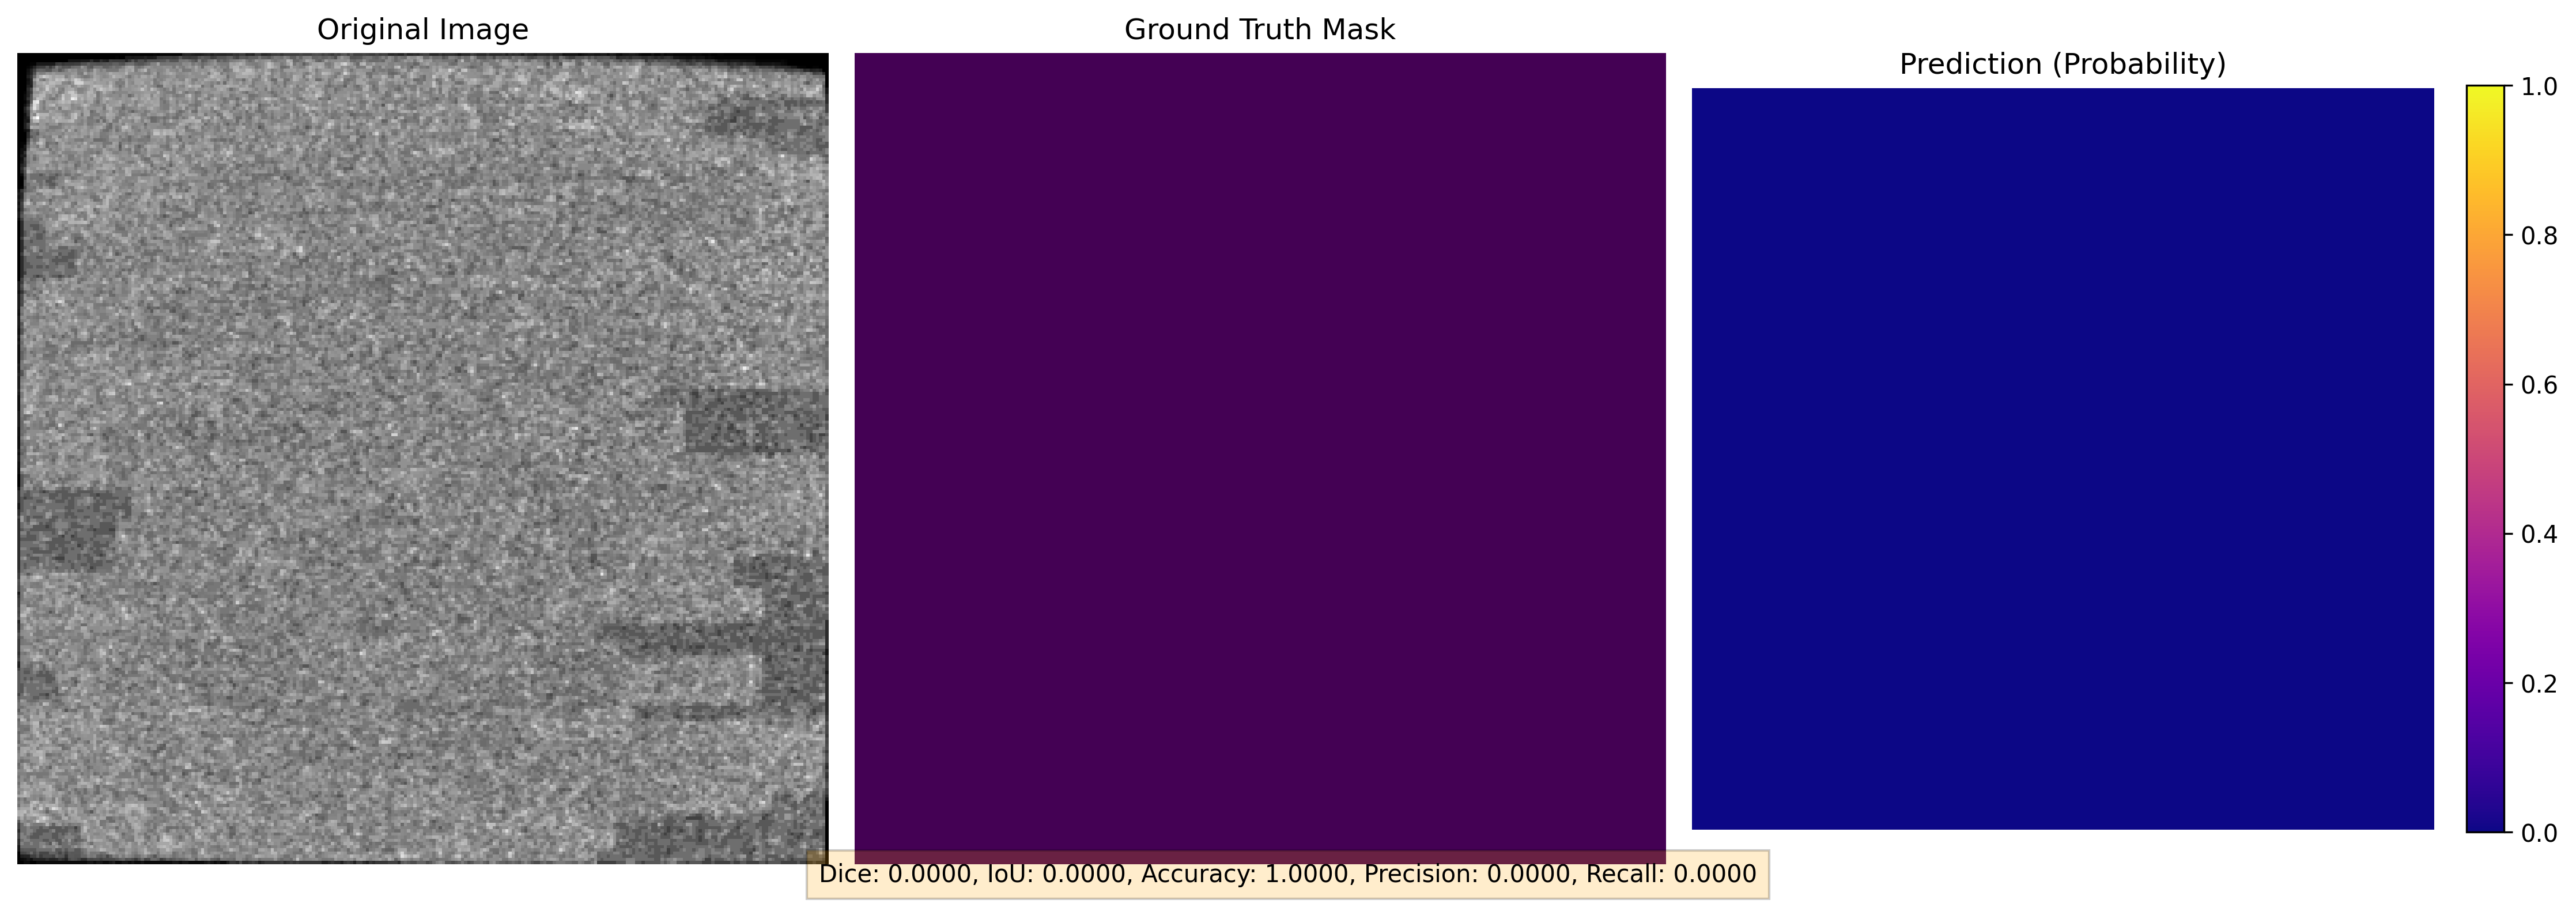 Original Image
Ground Truth Mask
Prediction (Probability)
1.0
0.8
0.6
0.4
0.2
0.0
Dice: 0.0000, IoU: 0.0000, Accuracy: 1.0000, Precision: 0.0000, Recall: 0.0000